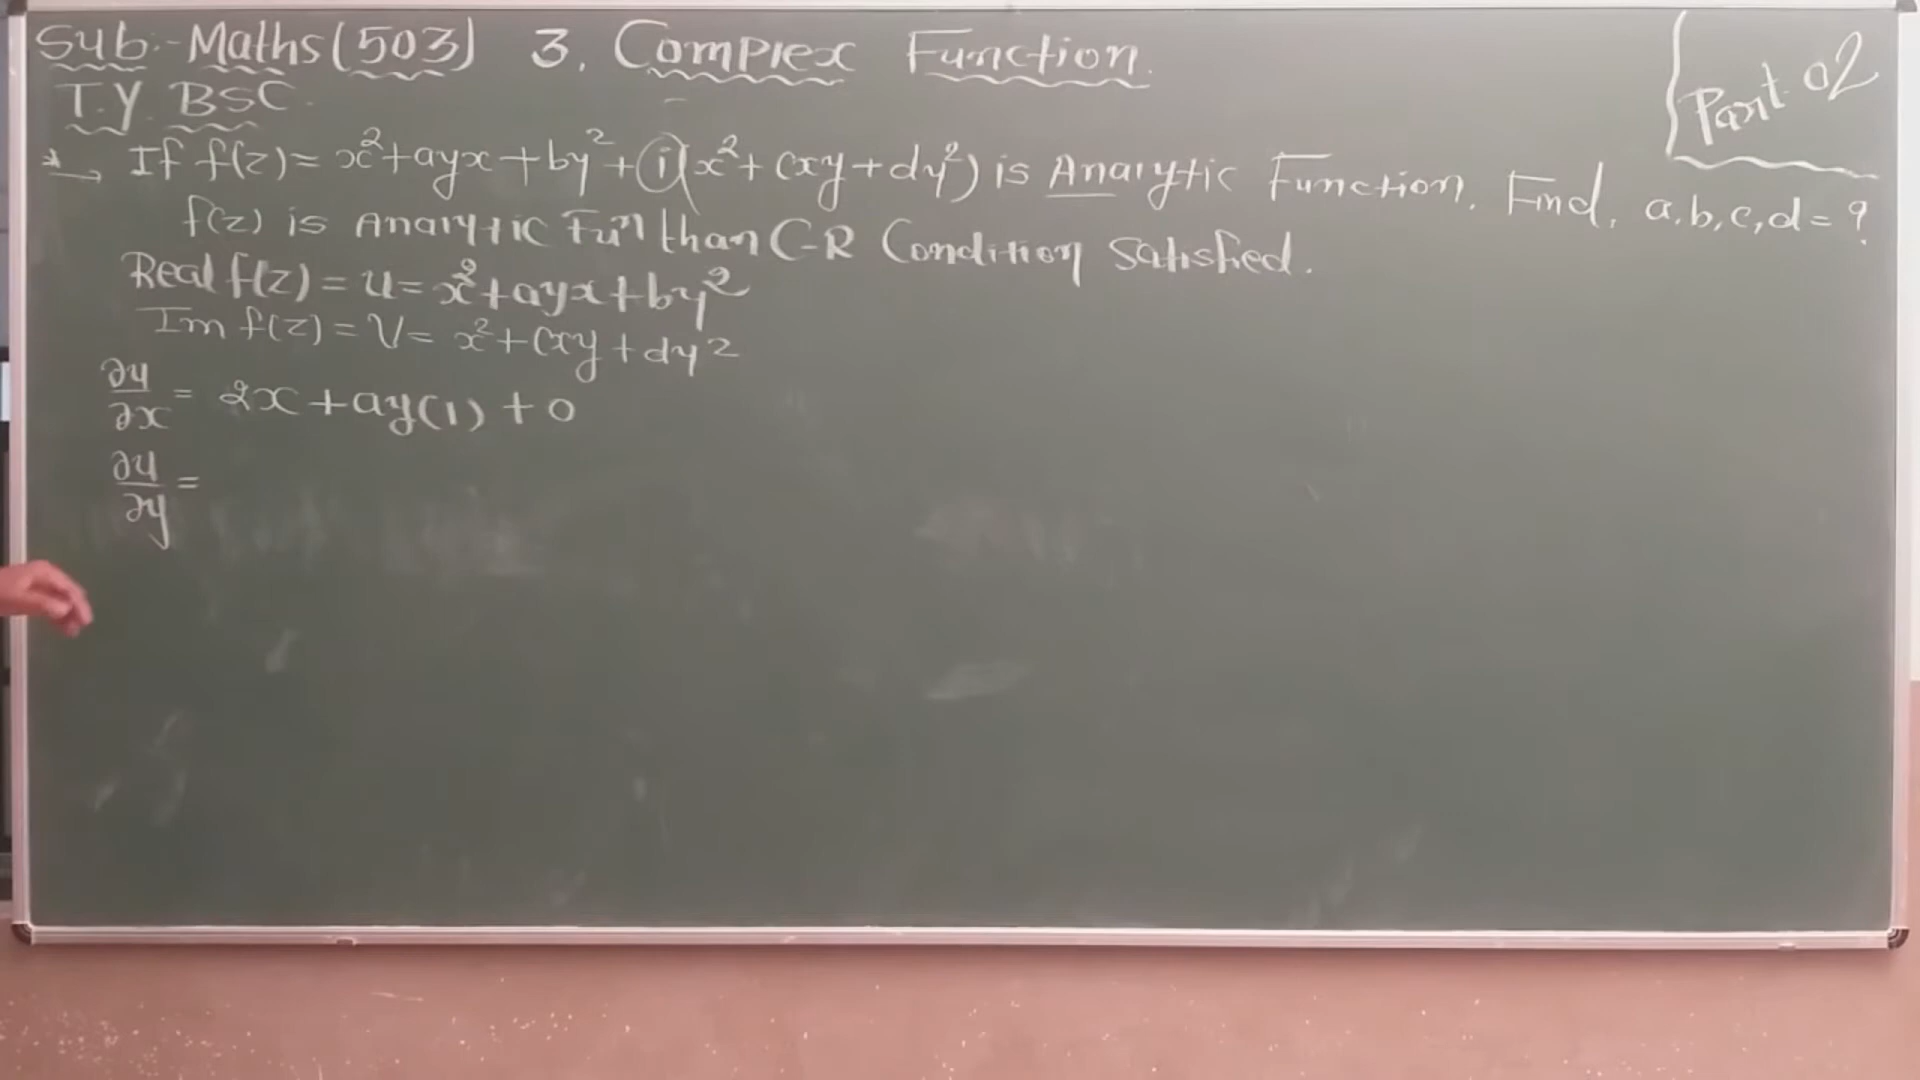 Sub:- Maths (503) 3. Complex Function.
T.Y. BSC.
Part 02
→ If f(z) = x²+ayx+by²+i(x²+cxy+dy²) is Analytic Function. Find, a,b,c,d=?
f(z) is Analytic Fuⁿ than C-R Condition Satisfied.
Real f(z) = u = x²+ayx+by²
Im f(z) = V = x²+cxy+dy²
∂u/∂x = 2x+ay(1)+0
∂u/∂y =